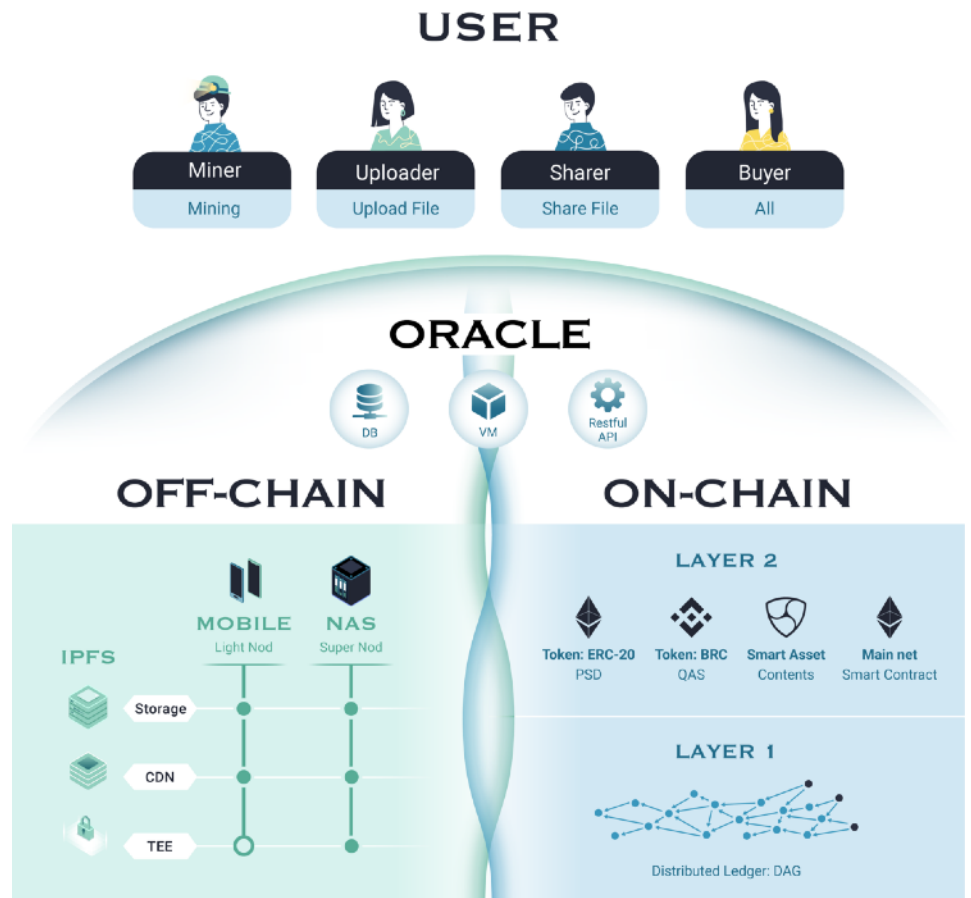 USER
Miner
Mining
Uploader
Upload File
Sharer
Share File
Buyer
All
ORACLE
DB
VM
Restful
API
OFF-CHAIN
ON-CHAIN
MOBILE
Light Nod
NAS
Super Nod
IPFS
Storage
CDN
TEE
LAYER 2
Token: ERC-20
PSD
Token: BRC
QAS
Smart Asset
Contents
Main net
Smart Contract
LAYER 1
Distributed Ledger: DAG